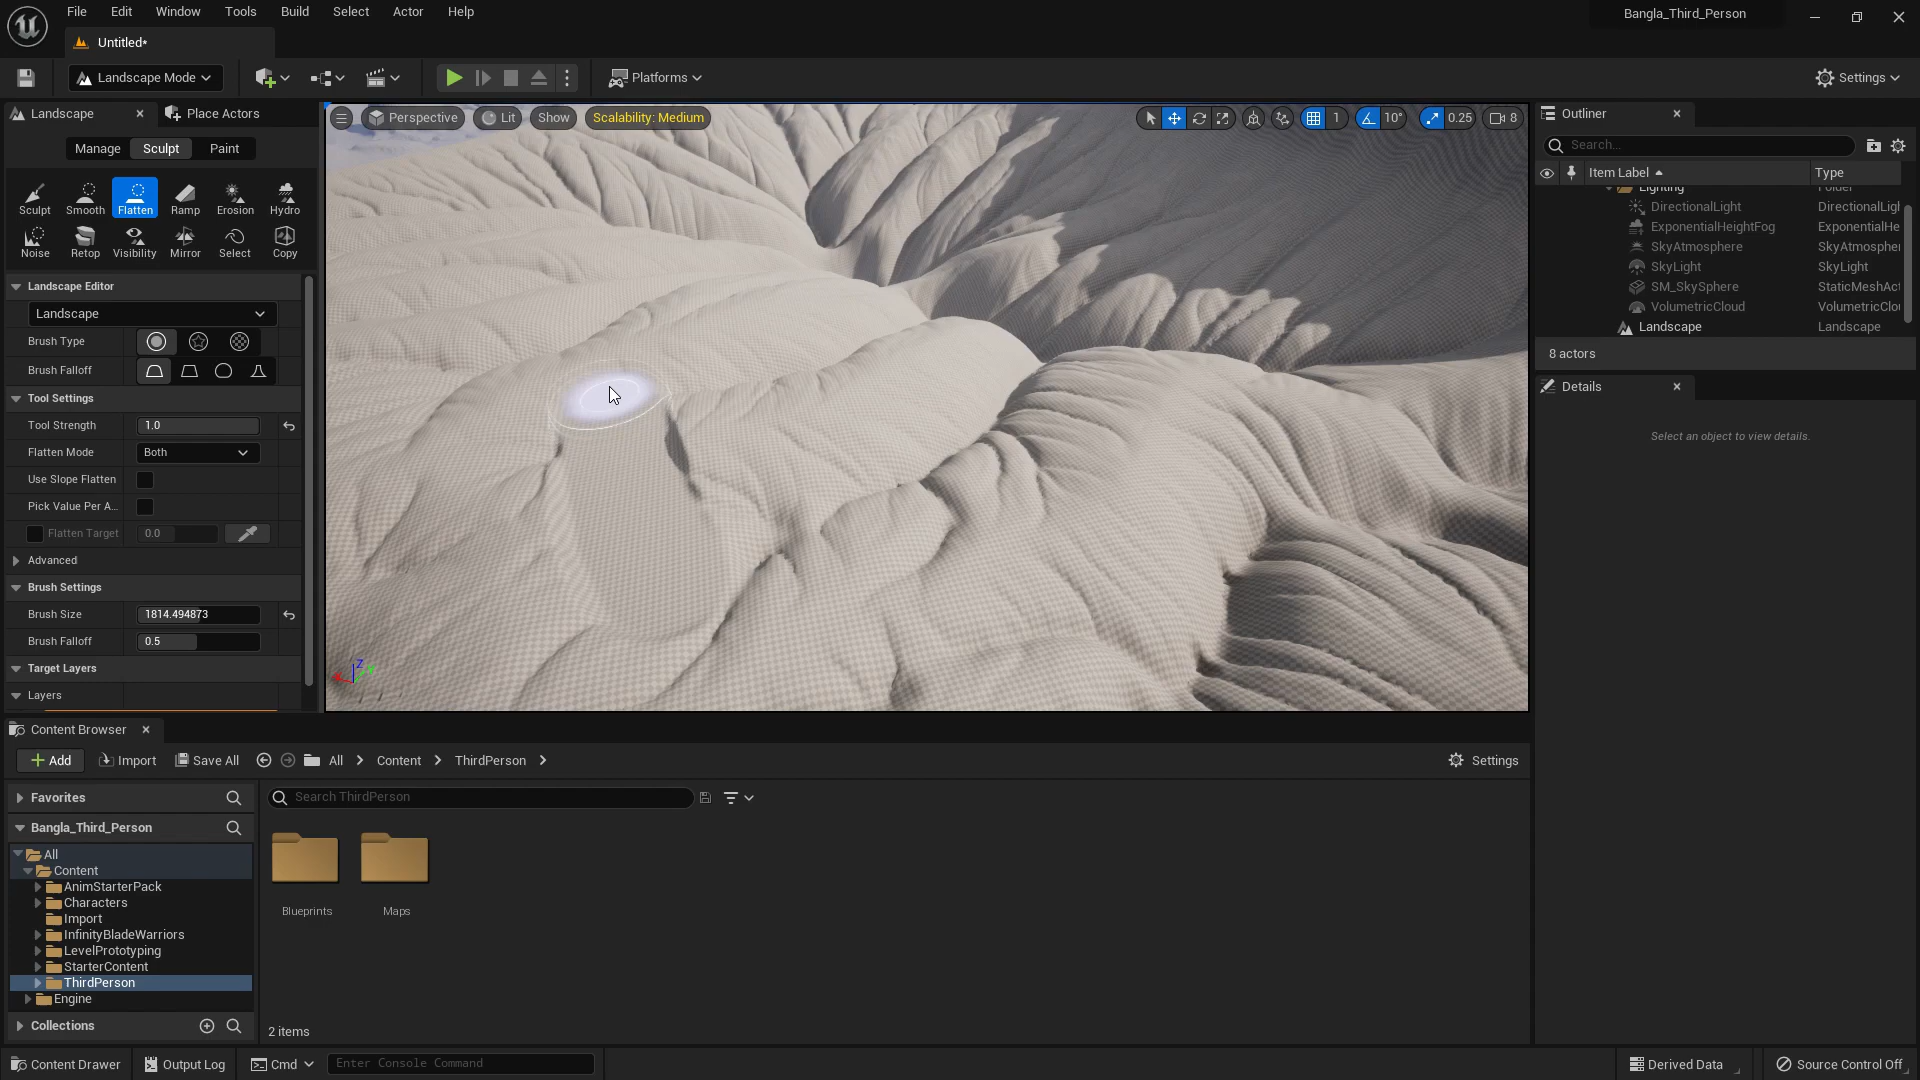 File Edit Window Tools Build Select Actor Help
Bangla_Third_Person
Untitled*
Landscape Mode
Platforms
Settings
Landscape
Place Actors
Manage Sculpt Paint
Sculpt Smooth Flatten Ramp Erosion Hydro
Noise Retop Visibility Mirror Select Copy
Landscape Editor
Landscape
Brush Type
Brush Falloff
Tool Settings
Tool Strength 1.0
Flatten Mode Both
Use Slope Flatten
Pick Value Per A...
Flatten Target 0.0
Advanced
Brush Settings
Brush Size 1814.494873
Brush Falloff 0.5
Target Layers
Layers
Perspective Lit Show Scalability: Medium
1 10° 0.25 8
Z
Outliner
Search...
Item Label Type
Lighting Folder
DirectionalLight DirectionalLigh
ExponentialHeightFog ExponentialHe
SkyAtmosphere SkyAtmospher
SkyLight SkyLight
SM_SkySphere StaticMeshAct
VolumetricCloud VolumetricClou
Landscape Landscape
8 actors
Details
Select an object to view details.
Content Browser
Add Import Save All All Content ThirdPerson
Settings
Favorites
Search ThirdPerson
Bangla_Third_Person
All
Content
AnimStarterPack
Characters
Import
InfinityBladeWarriors
LevelPrototyping
StarterContent
ThirdPerson
Engine
Collections
Blueprints Maps
2 items
Content Drawer Output Log Cmd Enter Console Command
Derived Data Source Control Off